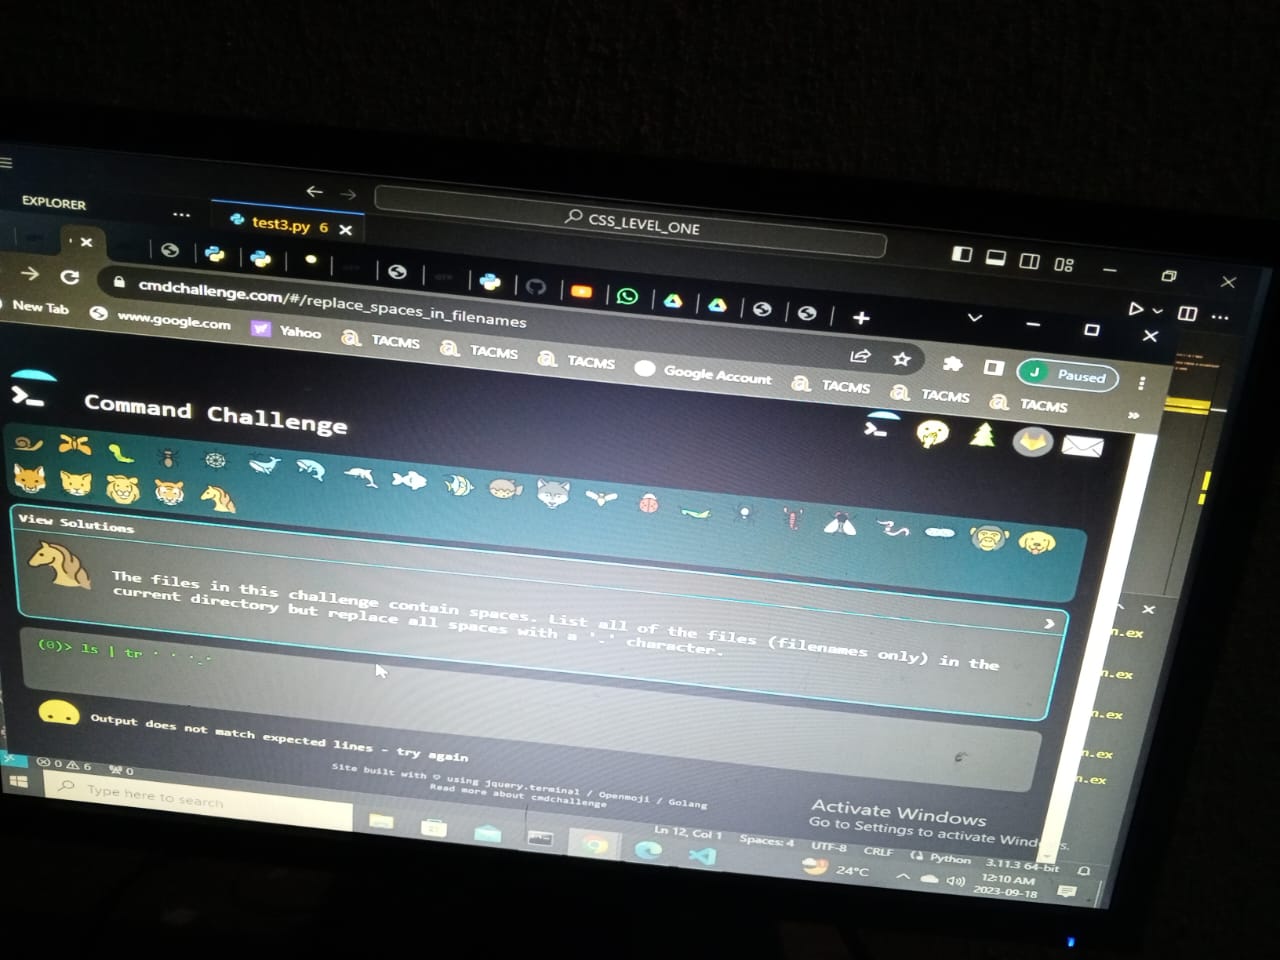 EXPLORER
test3.py 6
CSS_LEVEL_ONE
cmdchallenge.com/#/replace_spaces_in_filenames
New Tab
www.google.com
Yahoo
TACMS
TACMS
TACMS
Google Account
TACMS
TACMS
TACMS
J Paused
Command Challenge
View Solutions
The files in this challenge contain spaces. List all of the files (filenames only) in the
current directory but replace all spaces with a '.' character.
(0)> ls | tr ' ' '.'
Output does not match expected lines - try again
Site built with ♡ using jquery.terminal / Openmoji / Golang
Read more about cmdchallenge
n.ex
n.ex
n.ex
n.ex
n.ex
Activate Windows
Go to Settings to activate Windows.
0 6 0
Ln 12, Col 1 Spaces: 4 UTF-8 CRLF Python 3.11.3 64-bit
Type here to search
24°C
12:10 AM
2023-09-18